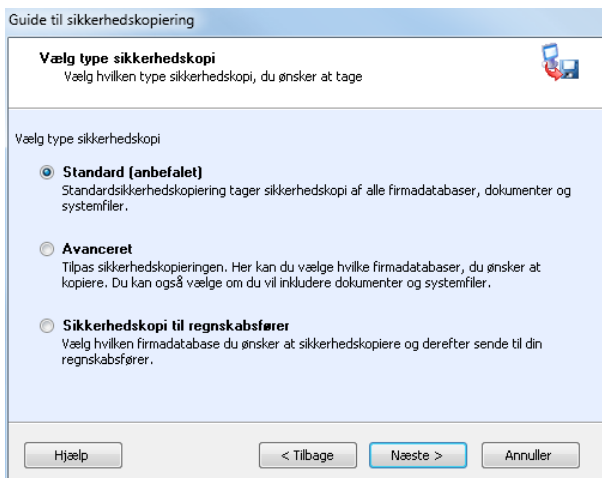 Guide til sikkerhedskopiering
Vælg type sikkerhedskopi
Vælg hvilken type sikkerhedskopi, du ønsker at tage
Vælg type sikkerhedskopi
Standard (anbefalet)
Standardsikkerhedskopiering tager sikkerhedskopi af alle firmadatabaser, dokumenter og
systemfiler.
Avanceret
Tilpas sikkerhedskopieringen. Her kan du vælge hvilke firmadatabaser, du ønsker at
kopiere. Du kan også vælge om du vil inkludere dokumenter og systemfiler.
Sikkerhedskopi til regnskabsfører
Vælg hvilken firmadatabase du ønsker at sikkerhedskopiere og derefter sende til din
regnskabsfører.
Hjælp
< Tilbage
Næste >
Annuller